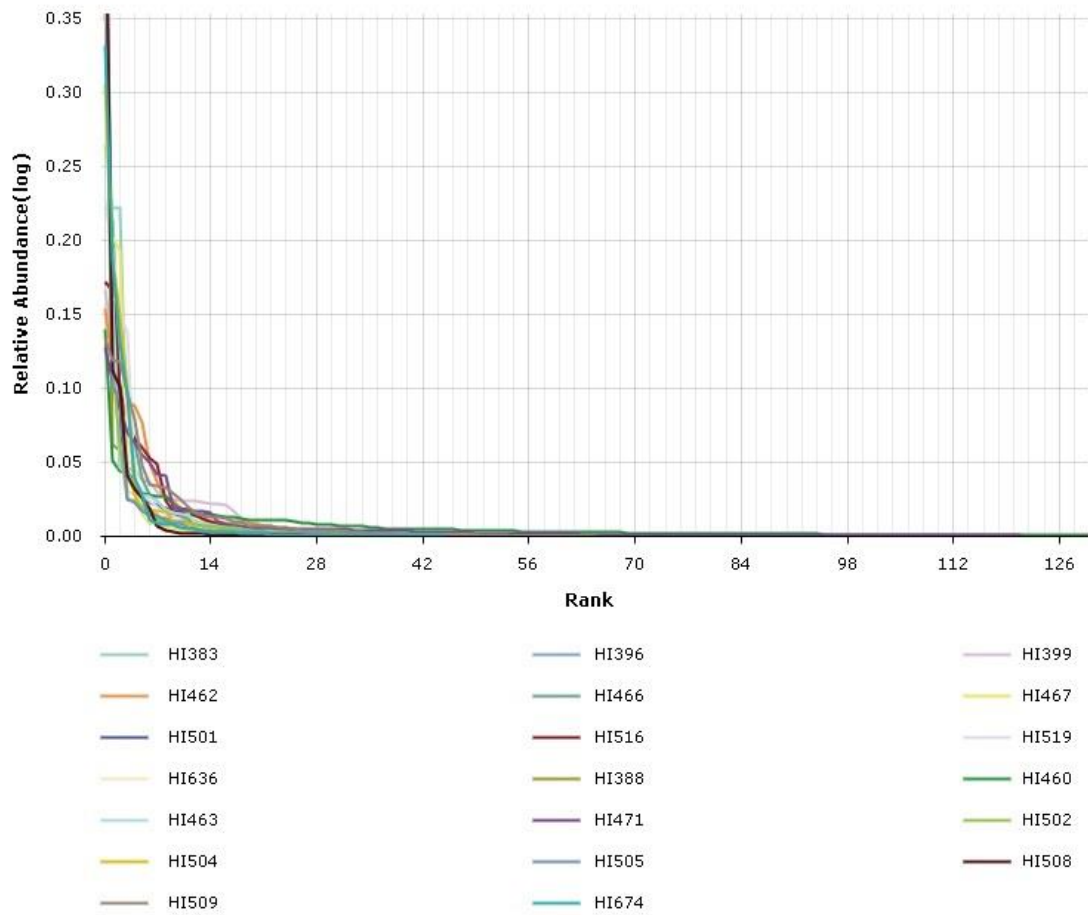 0.35
0.30
0.25
0.20
0.15
0.10
0.05
0.00
Relative Abundance(log)
0 14 28 42 56 70 84 98 112 126
Rank
HI383 HI396 HI399
HI462 HI466 HI467
HI501 HI516 HI519
HI636 HI388 HI460
HI463 HI471 HI502
HI504 HI505 HI508
HI509 HI674